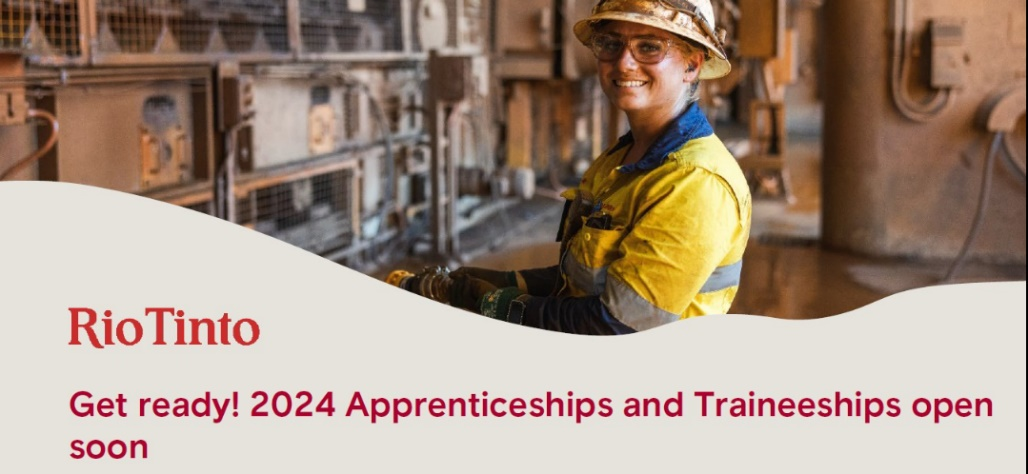 RioTinto
Get ready! 2024 Apprenticeships and Traineeships open
soon